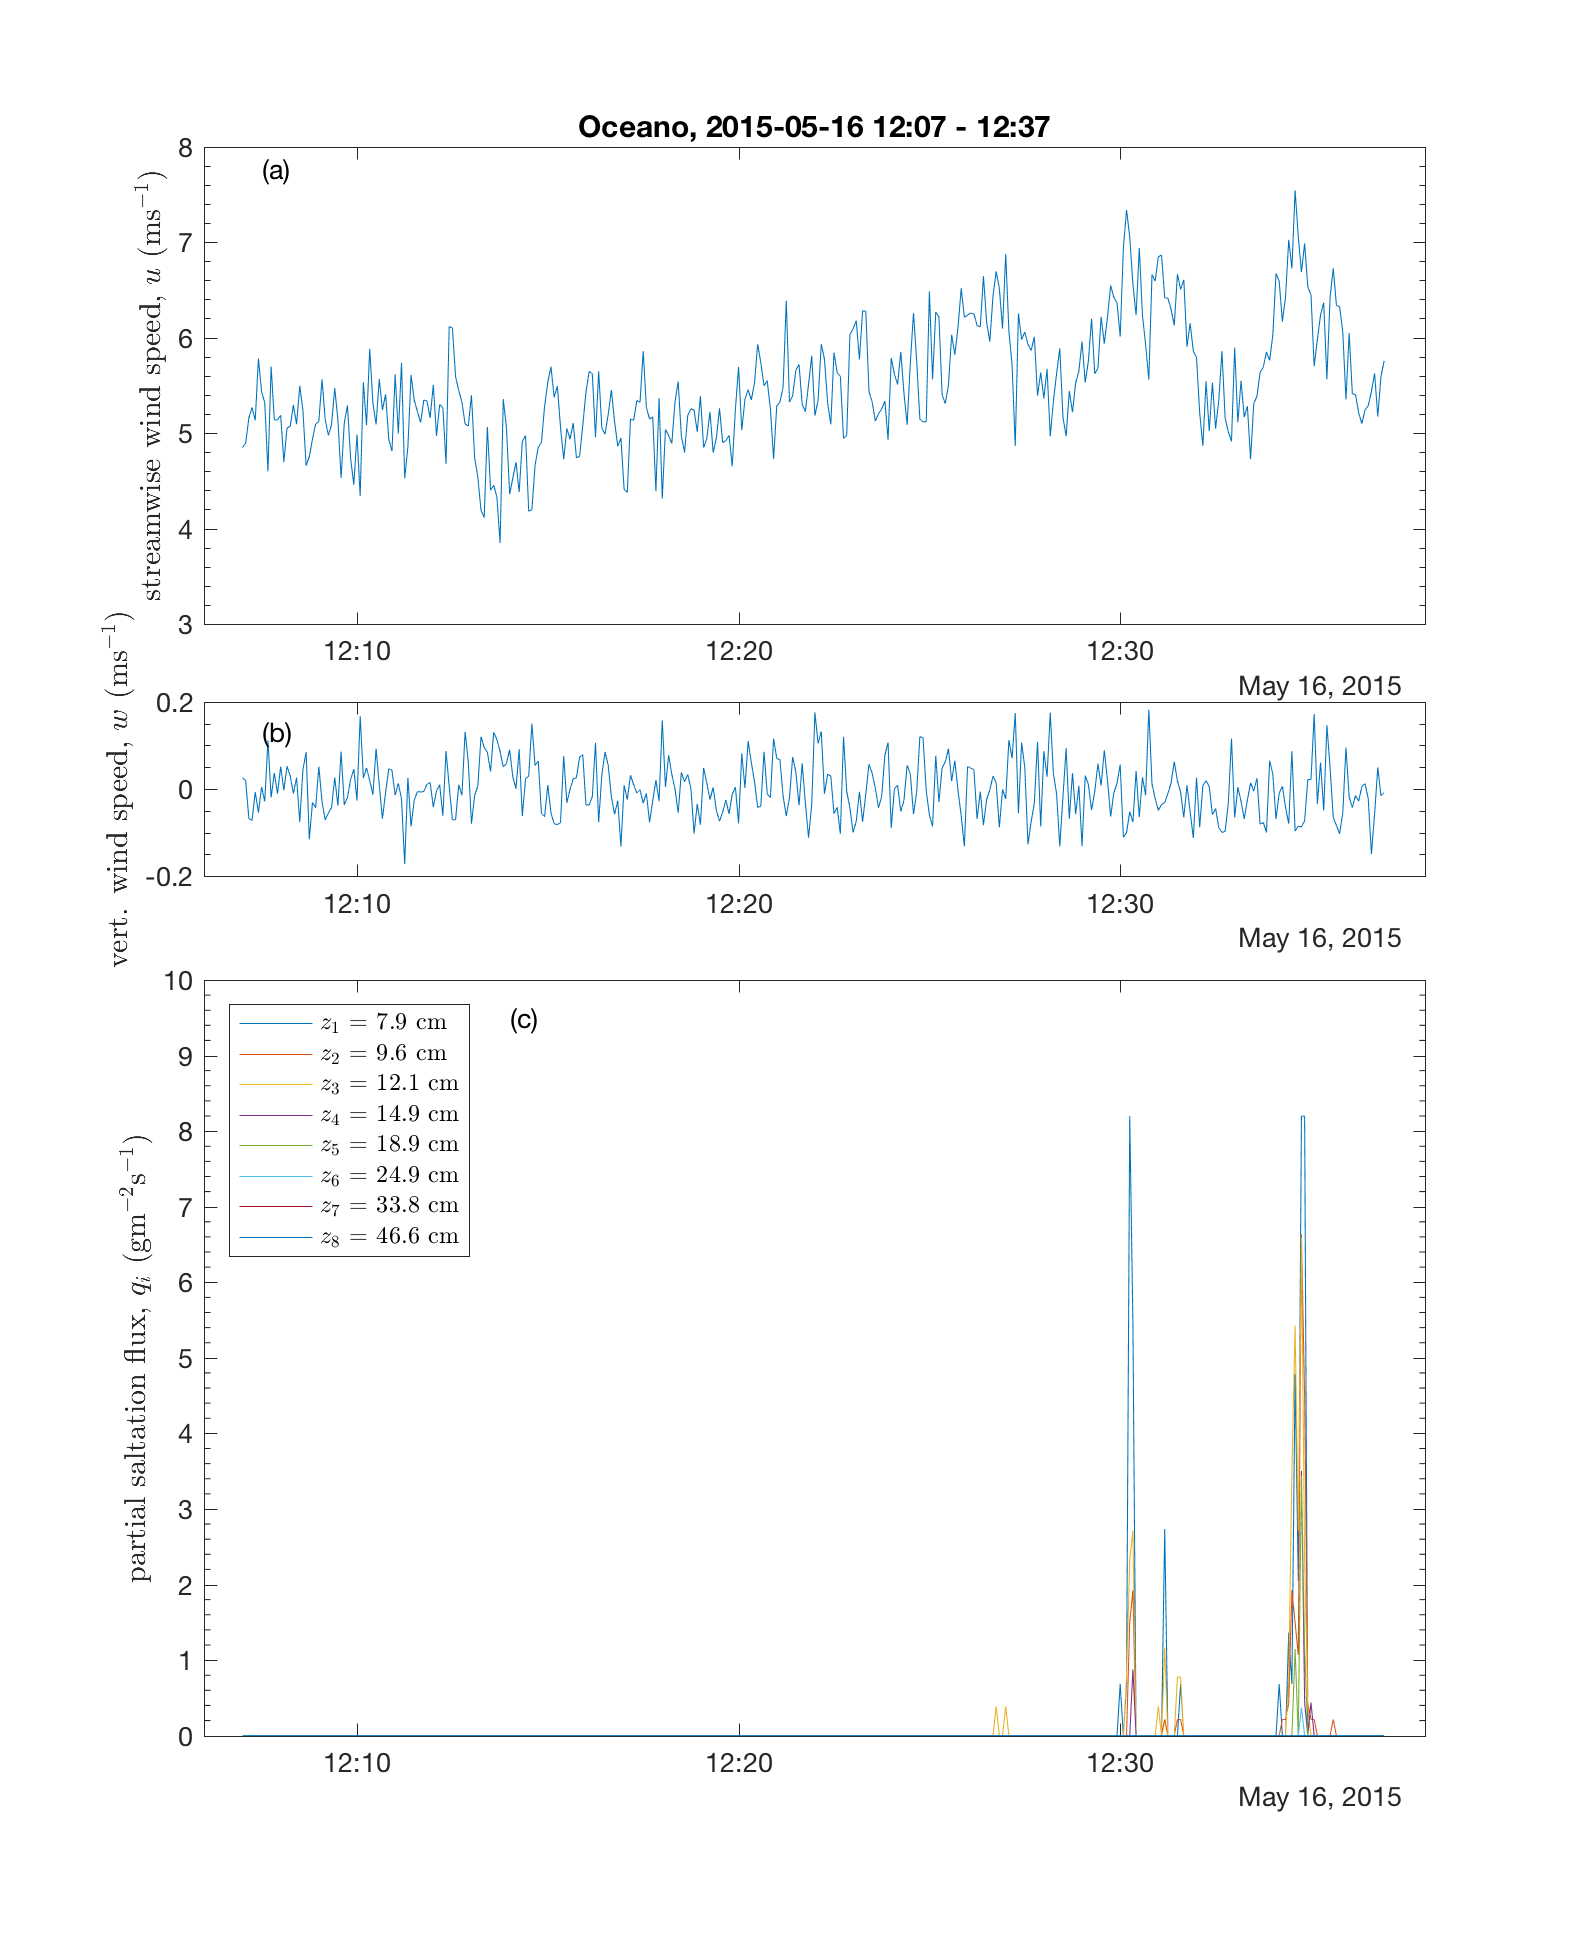 Oceano, 2015-05-16 12:07 - 12:37
(a)
streamwise wind speed, u (ms⁻¹)
8
7
6
5
4
3
12:10 12:20 12:30
May 16, 2015
(b)
vert. wind speed, w (ms⁻¹)
0.2
0
-0.2
12:10 12:20 12:30
May 16, 2015
(c)
partial saltation flux, qᵢ (gm⁻²s⁻¹)
10
9
8
7
6
5
4
3
2
1
0
z₁ = 7.9 cm
z₂ = 9.6 cm
z₃ = 12.1 cm
z₄ = 14.9 cm
z₅ = 18.9 cm
z₆ = 24.9 cm
z₇ = 33.8 cm
z₈ = 46.6 cm
12:10 12:20 12:30
May 16, 2015